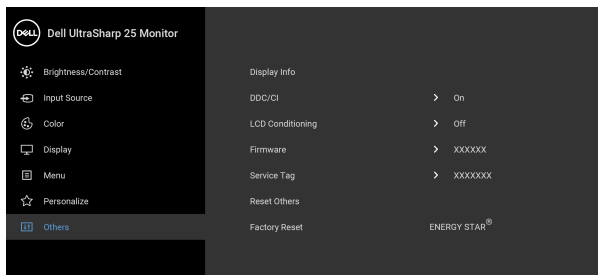 DELL Dell UltraSharp 25 Monitor
Brightness/Contrast
Display Info
Input Source
DDC/CI > On
Color
LCD Conditioning > Off
Display
Firmware > XXXXXX
Menu
Service Tag > XXXXXXX
Personalize
Reset Others
Others
Factory Reset ENERGY STAR®